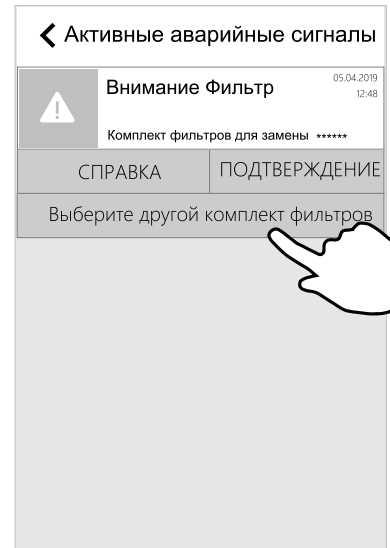 Активные аварийные сигналы
05.04.2019
Внимание Фильтр
12:48
Комплект фильтров для замены ******
СПРАВКА ПОДТВЕРЖДЕНИЕ
Выберите другой комплект фильтров